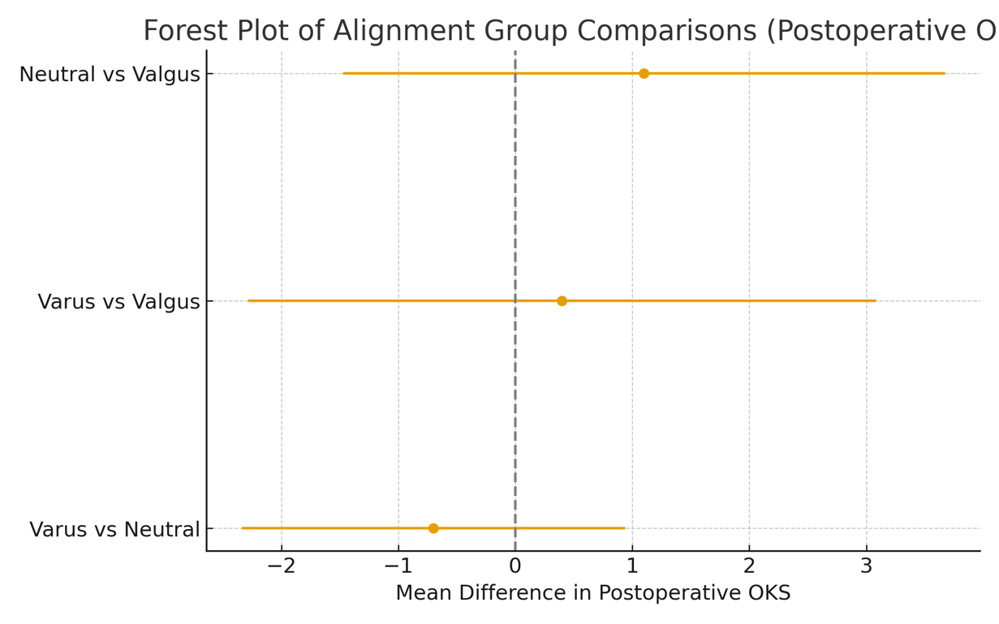 Forest Plot of Alignment Group Comparisons (Postoperative O
Neutral vs Valgus
Varus vs Valgus
Varus vs Neutral
−2 −1 0 1 2 3
Mean Difference in Postoperative OKS